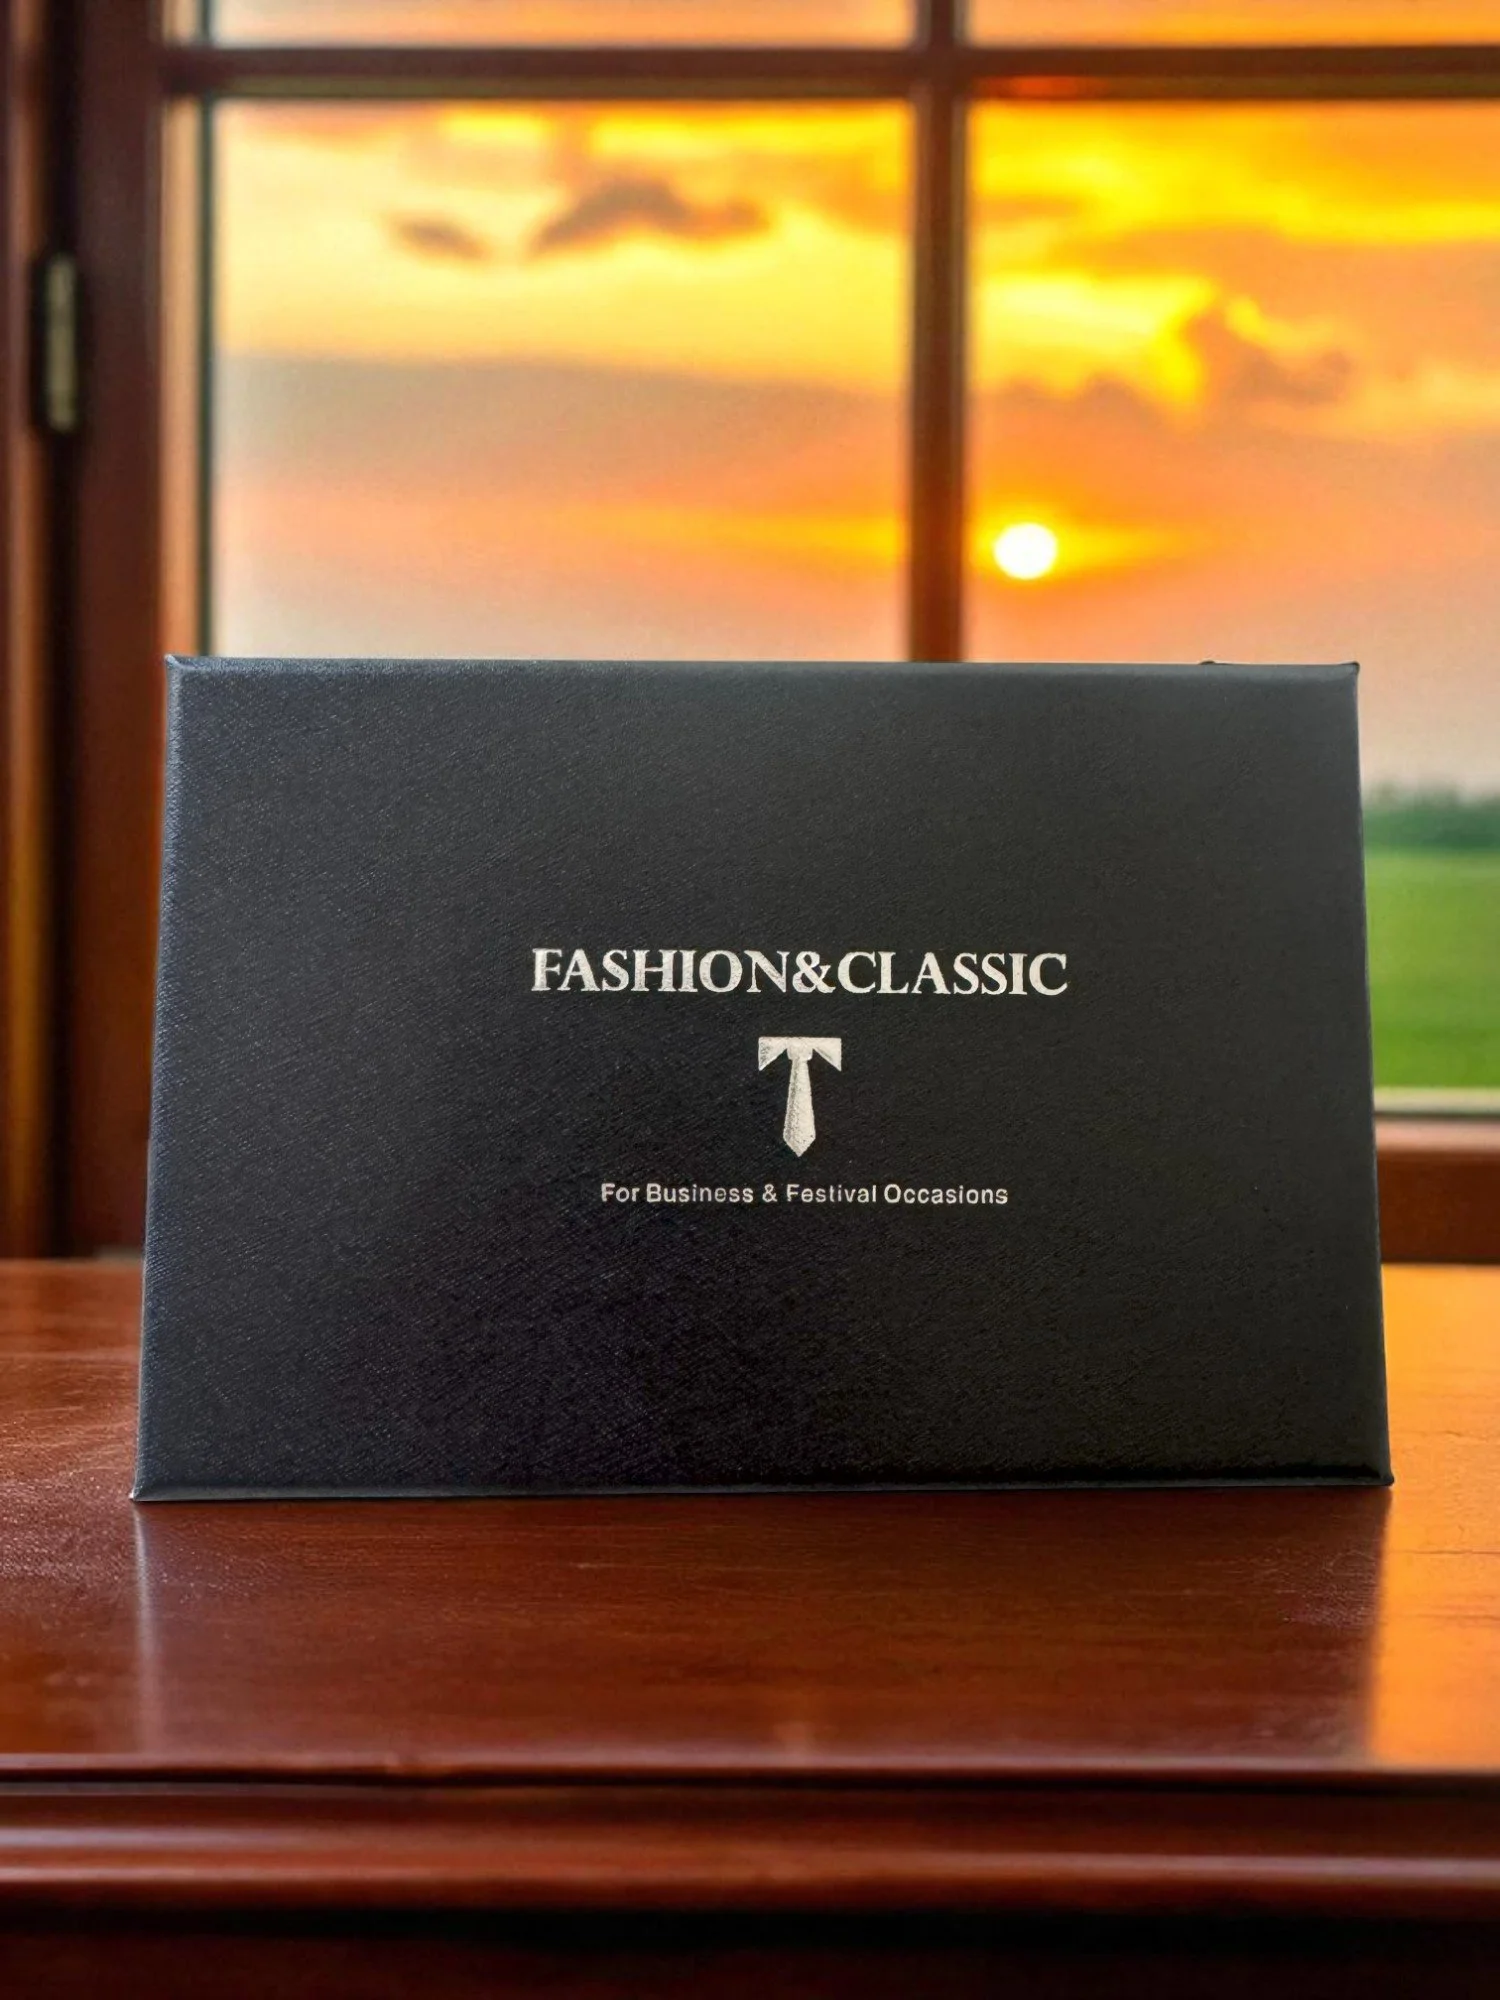 FASHION&CLASSIC
For Business & Festival Occasions